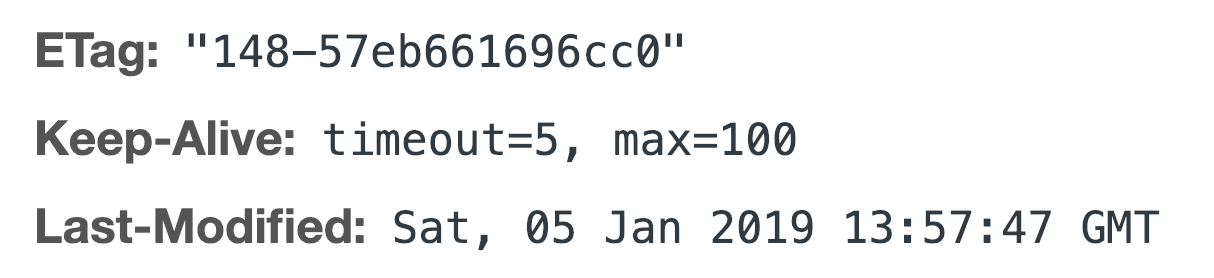 ETag: "148-57eb661696cc0"
Keep-Alive: timeout=5, max=100
Last-Modified: Sat, 05 Jan 2019 13:57:47 GMT